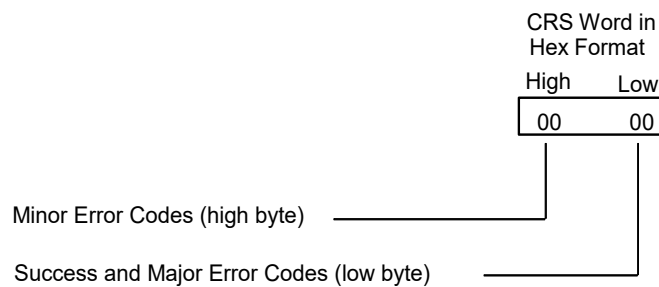 CRS Word in
Hex Format
High Low
00 00
Minor Error Codes (high byte)
Success and Major Error Codes (low byte)